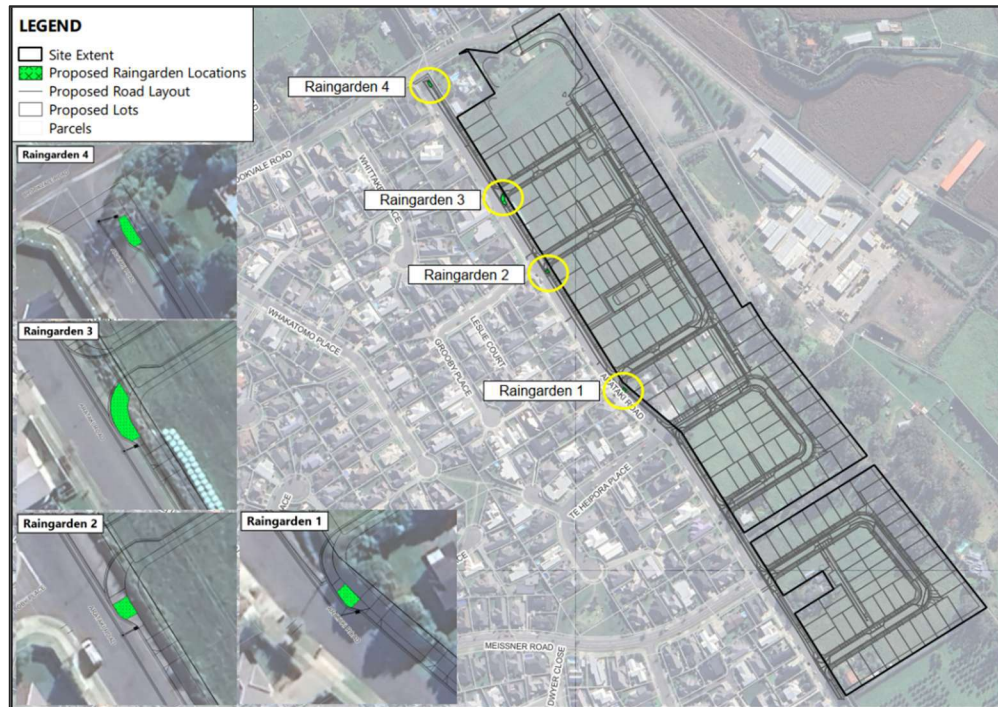 LEGEND
Site Extent
Proposed Raingarden Locations
Proposed Road Layout
Proposed Lots
Parcels
Raingarden 4
Raingarden 3
Raingarden 2
Raingarden 1
Raingarden 4
Raingarden 3
Raingarden 2
Raingarden 1
WHAKATOMO PLACE
GROOBY PLACE
LESLIE COURT
TE HEIPORA PLACE
MEISSNER ROAD
DWYER CLOSE
ROAD
PLACE